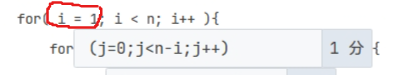 for( i = 1; i < n; i++ ){
for (j=0;j<n-i;j++) 1 分 {